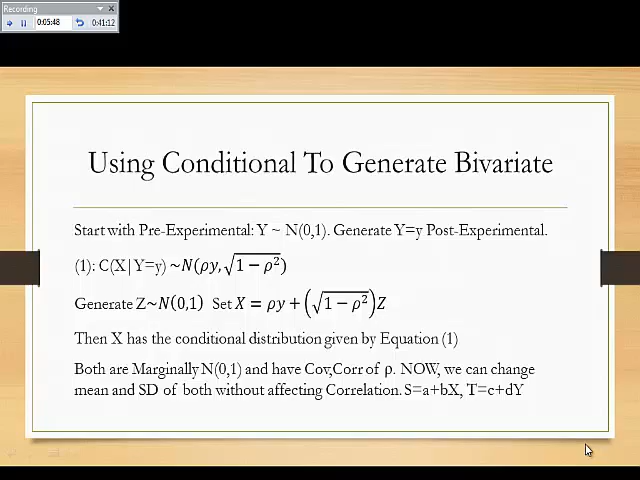 Recording
0:05:48
0:41:12
Using Conditional To Generate Bivariate
Start with Pre-Experimental: Y ~ N(0,1). Generate Y=y Post-Experimental.
(1): C(X|Y=y) ~N(ρy,√(1−ρ²))
Generate Z~N(0,1) Set X = ρy + (√(1−ρ²))Z
Then X has the conditional distribution given by Equation (1)
Both are Marginally N(0,1) and have Cov,Corr of ρ. NOW, we can change
mean and SD of both without affecting Correlation. S=a+bX, T=c+dY